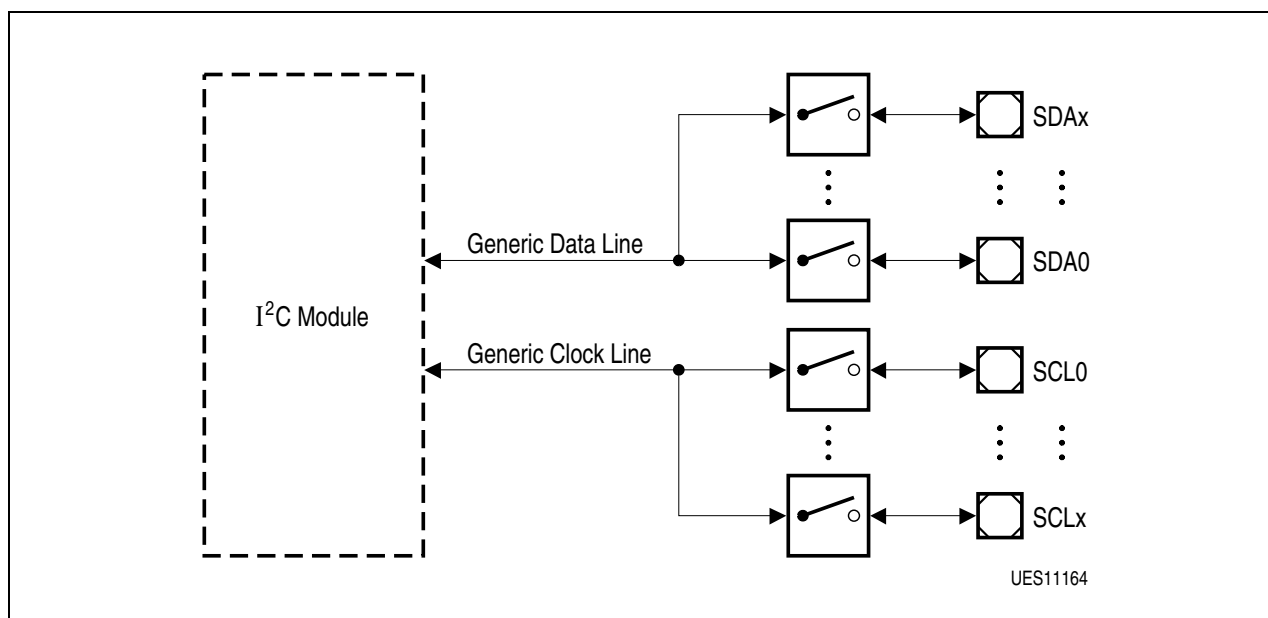 SDAx
Generic Data Line
SDA0
I²C Module
Generic Clock Line
SCL0
SCLx
UES11164